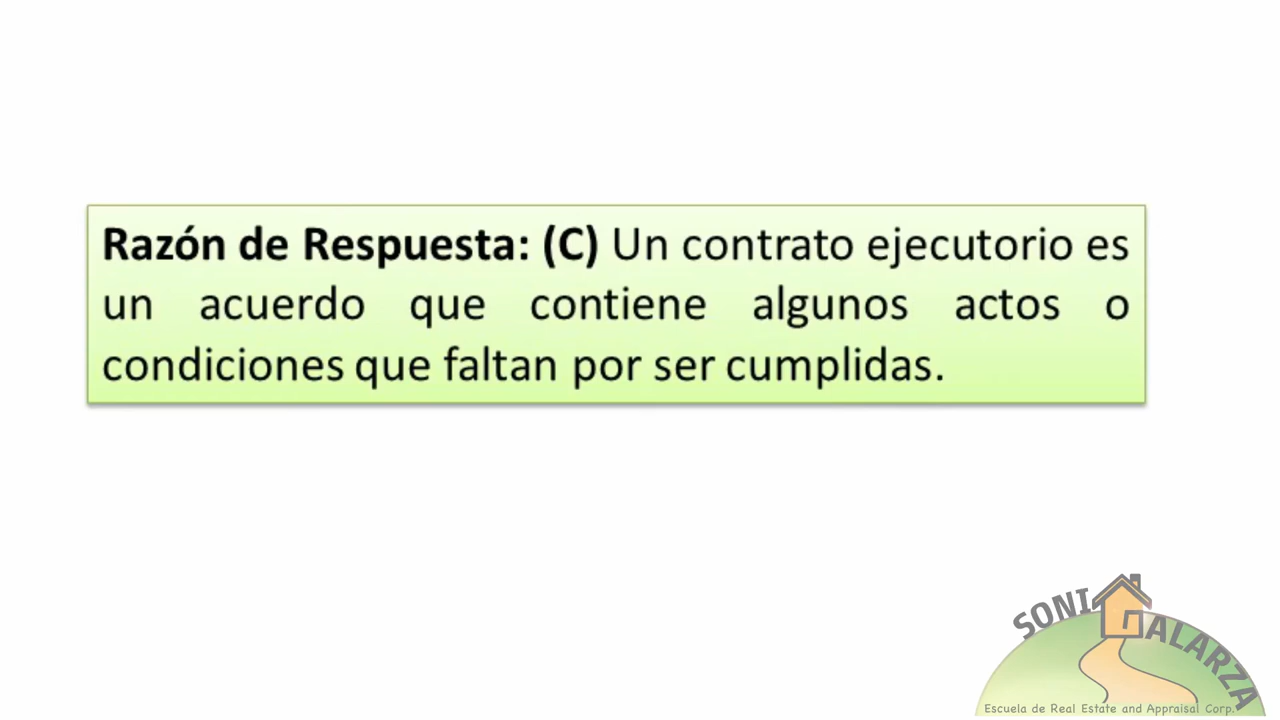 Razón de Respuesta: (C) Un contrato ejecutorio es
un acuerdo que contiene algunos actos o
condiciones que faltan por ser cumplidas.
SONIA GALARZA
Escuela de Real Estate and Appraisal Corp.